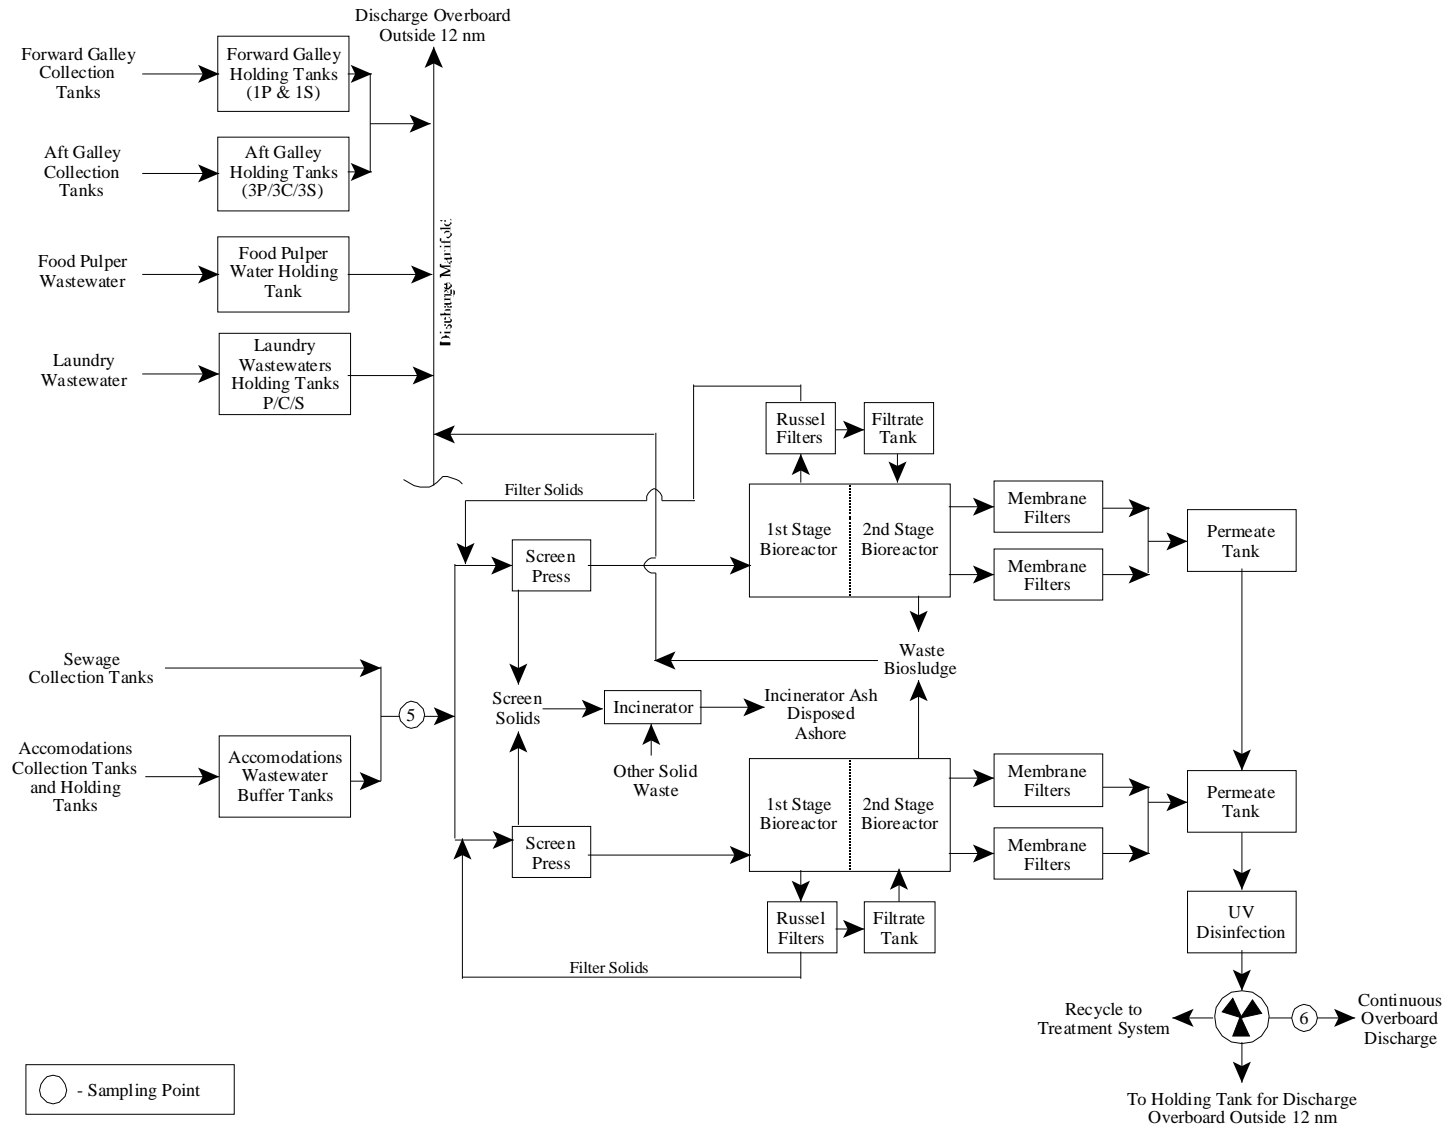 Discharge Overboard
Outside 12 nm
Forward Galley
Collection
Tanks
Forward Galley
Holding Tanks
(1P & 1S)
Aft Galley
Collection
Tanks
Aft Galley
Holding Tanks
(3P/3C/3S)
Discharge Manifold
Food Pulper
Wastewater
Food Pulper
Water Holding
Tank
Laundry
Wastewater
Laundry
Wastewaters
Holding Tanks
P/C/S
Russel
Filters
Filtrate
Tank
Filter Solids
Screen
Press
1st Stage
Bioreactor
2nd Stage
Bioreactor
Membrane
Filters
Membrane
Filters
Permeate
Tank
Sewage
Collection Tanks
5
Waste
Biosludge
Screen
Solids
Incinerator
Incinerator Ash
Disposed
Ashore
Other Solid
Waste
Accomodations
Collection Tanks
and Holding
Tanks
Accomodations
Wastewater
Buffer Tanks
Screen
Press
1st Stage
Bioreactor
2nd Stage
Bioreactor
Membrane
Filters
Membrane
Filters
Permeate
Tank
Russel
Filters
Filtrate
Tank
Filter Solids
UV
Disinfection
Recycle to
Treatment System
6
Continuous
Overboard
Discharge
To Holding Tank for Discharge
Overboard Outside 12 nm
- Sampling Point